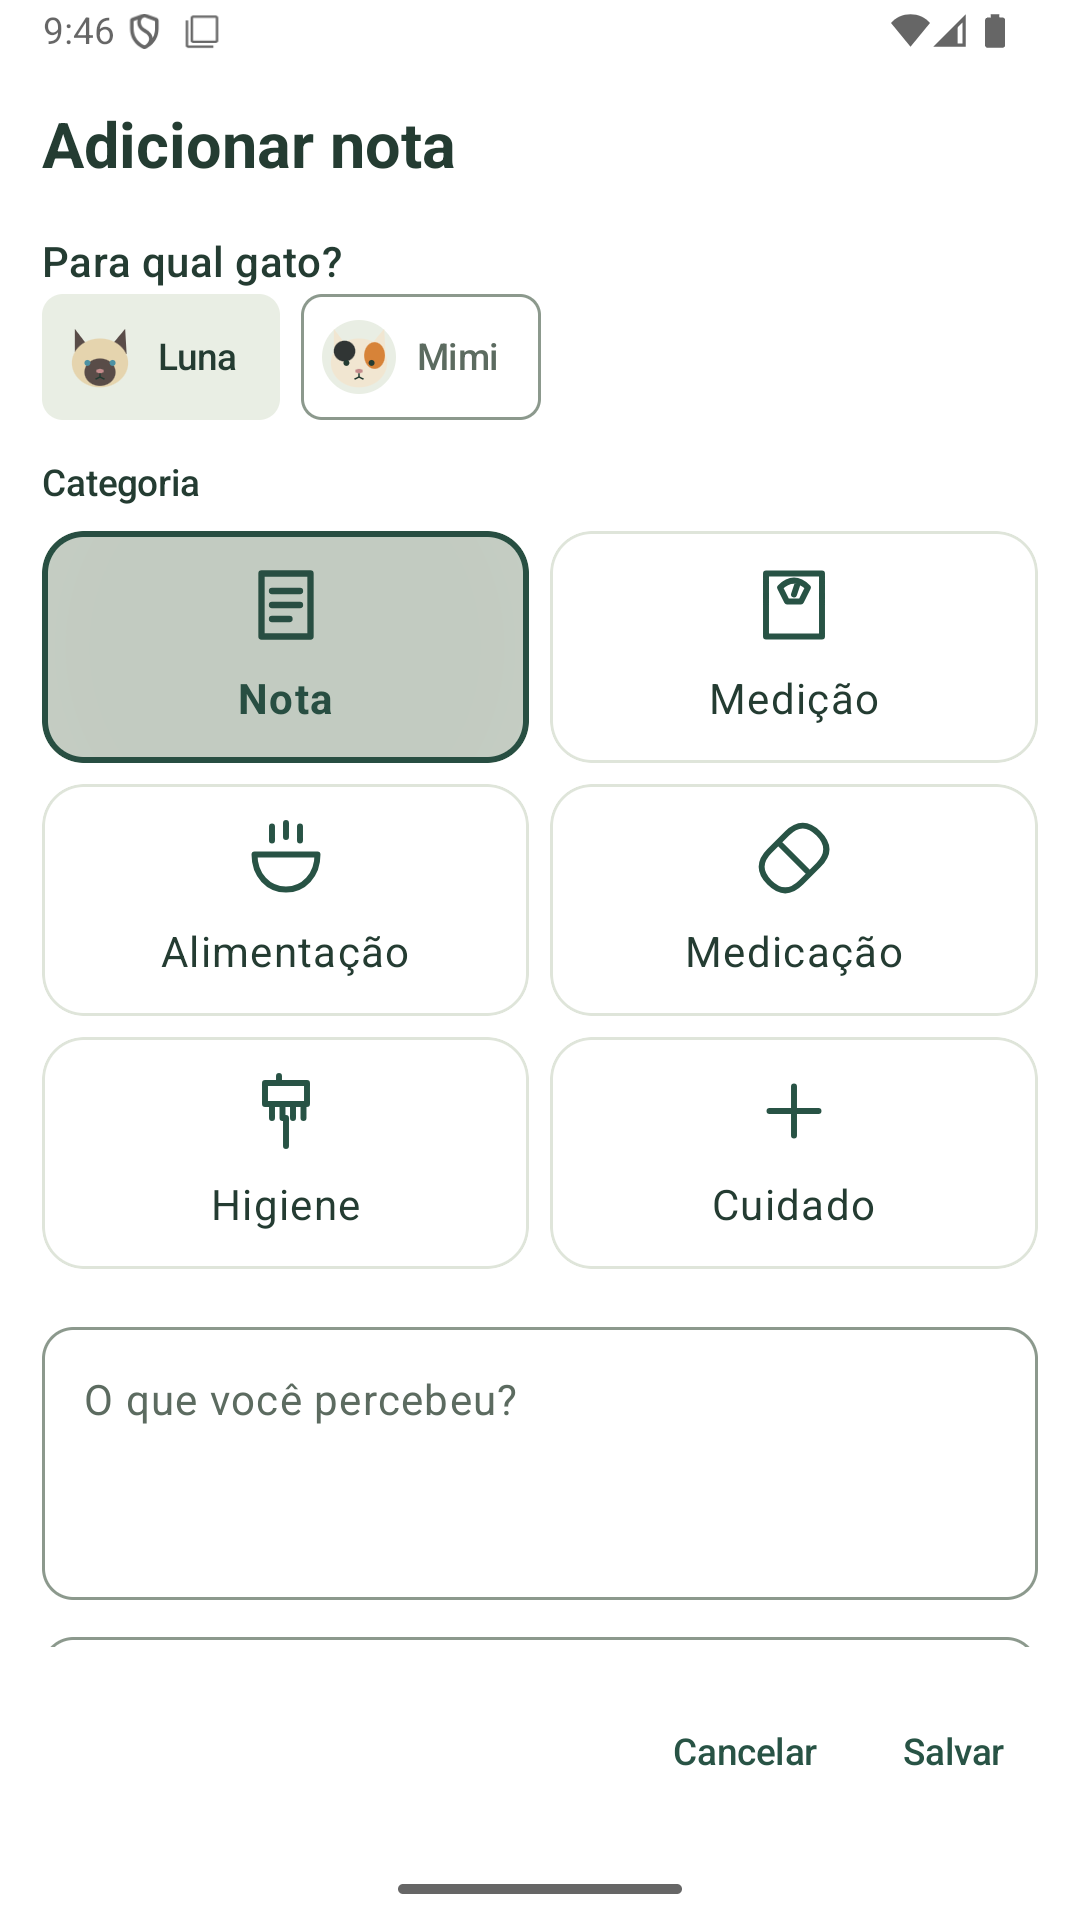 9:46
Adicionar nota
Para qual gato?
Luna
Mimi
Categoria
Nota
Medição
Alimentação
Medicação
Higiene
Cuidado
O que você percebeu?
Cancelar
Salvar